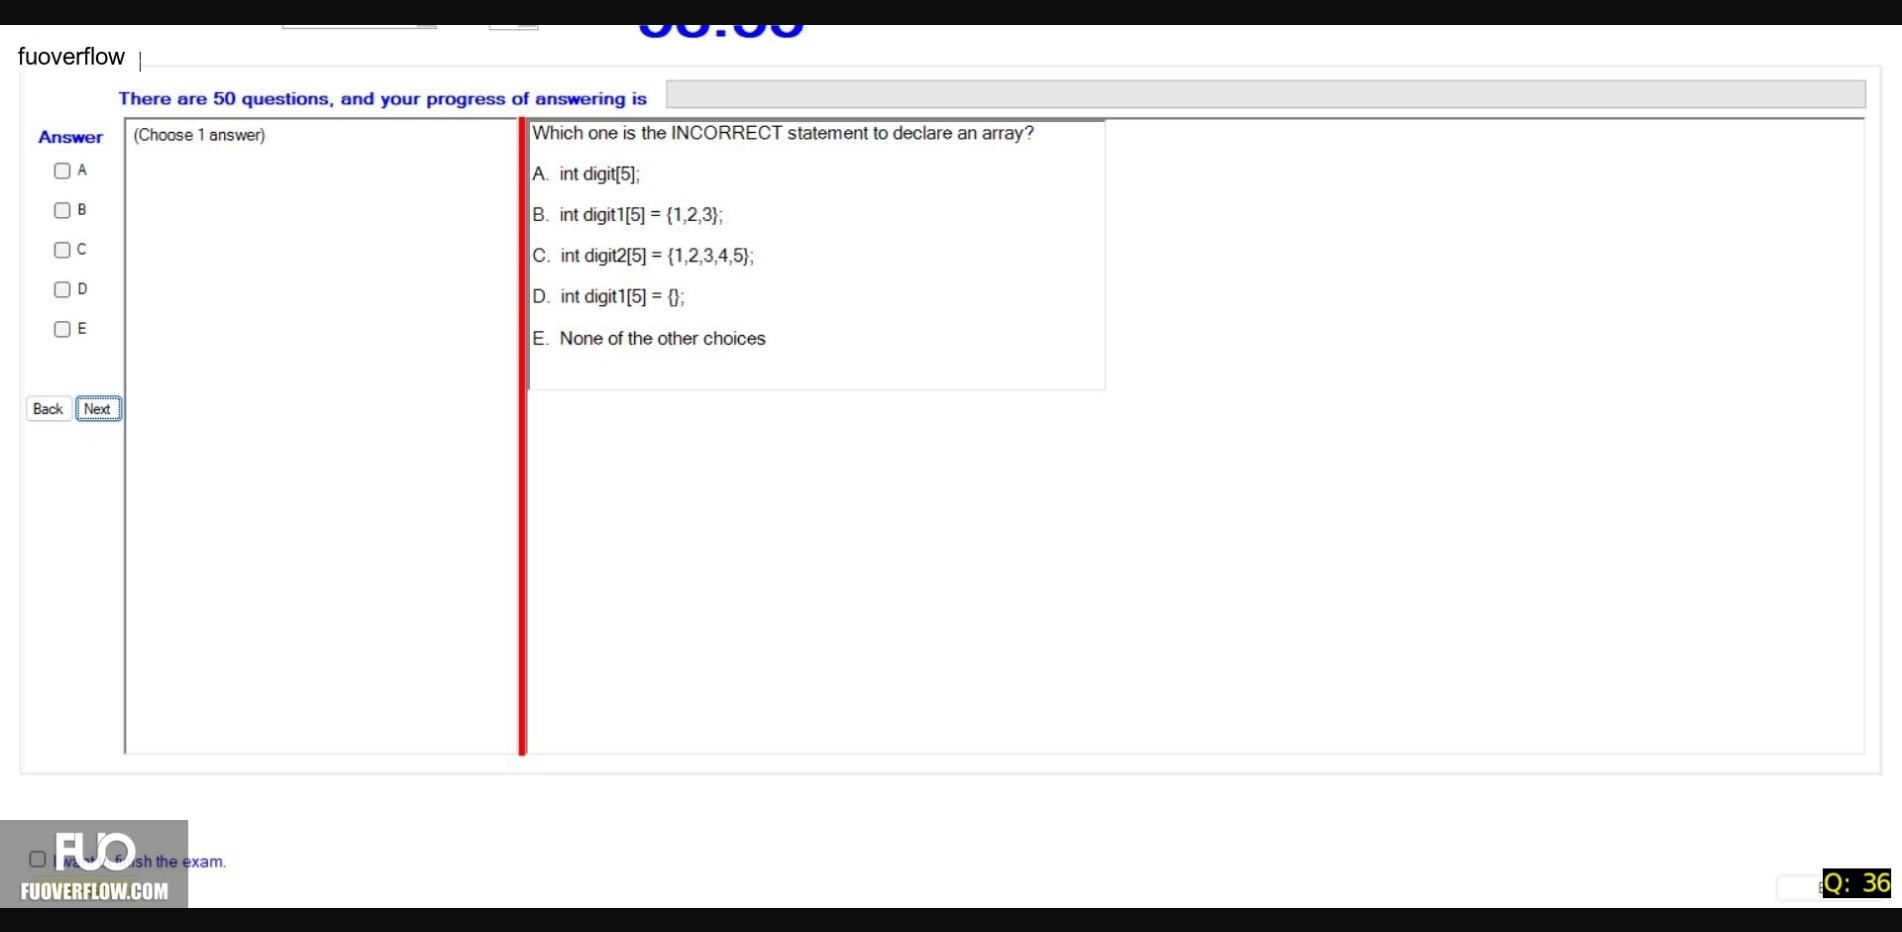 fuoverflow
There are 50 questions, and your progress of answering is
Answer
(Choose 1 answer)
A
B
C
D
E
Back Next
Which one is the INCORRECT statement to declare an array?
A. int digit[5];
B. int digit1[5] = {1,2,3};
C. int digit2[5] = {1,2,3,4,5};
D. int digit1[5] = {};
E. None of the other choices
FUO
I want finish the exam.
FUOVERFLOW.COM
Q: 36